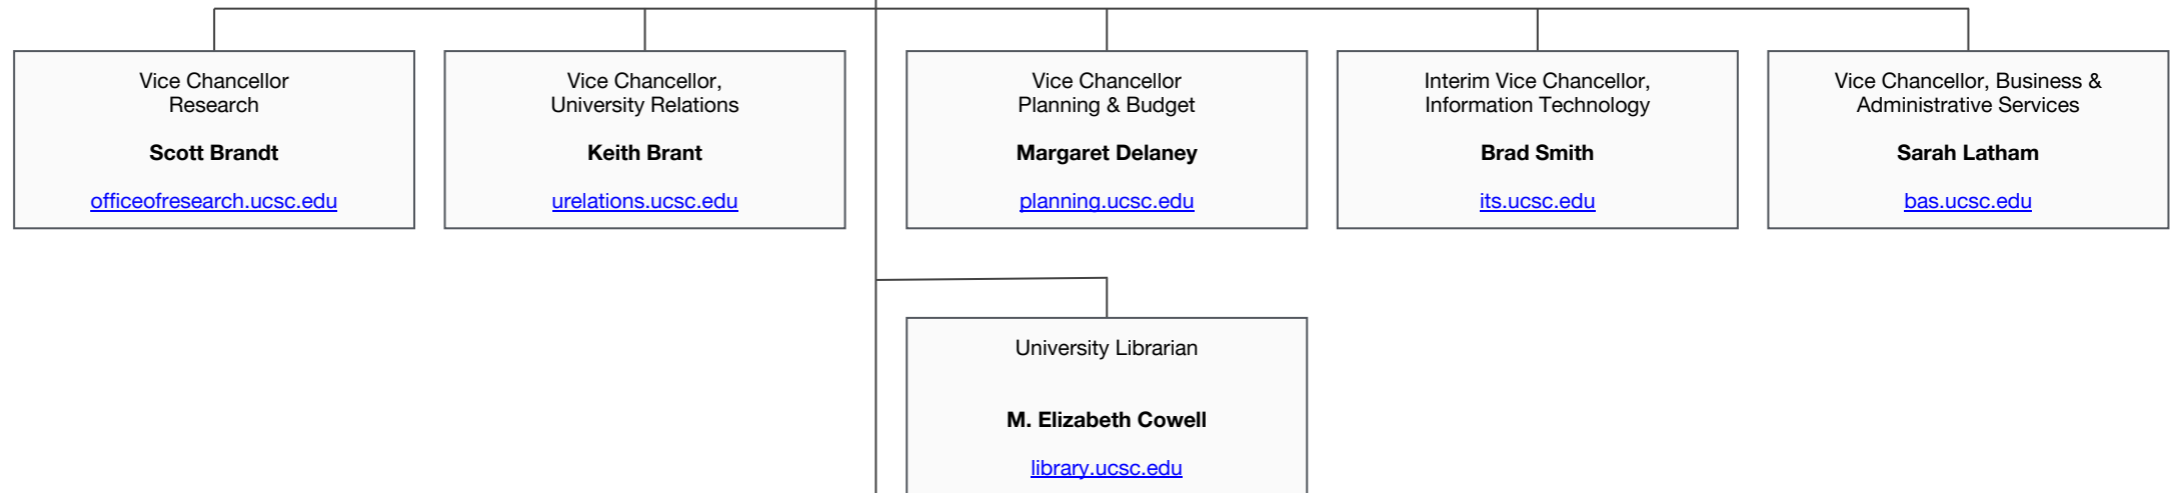 Vice Chancellor
Research
Scott Brandt
officeofresearch.ucsc.edu
Vice Chancellor,
University Relations
Keith Brant
urelations.ucsc.edu
Vice Chancellor
Planning & Budget
Margaret Delaney
planning.ucsc.edu
Interim Vice Chancellor,
Information Technology
Brad Smith
its.ucsc.edu
Vice Chancellor, Business &
Administrative Services
Sarah Latham
bas.ucsc.edu
University Librarian
M. Elizabeth Cowell
library.ucsc.edu